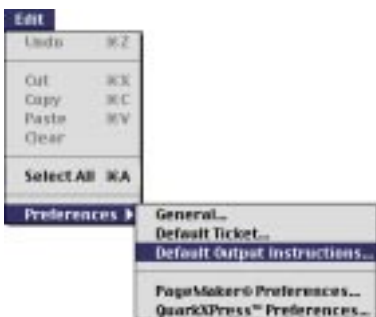 Edit
Undo ⌘Z
Cut ⌘X
Copy ⌘C
Paste ⌘V
Clear
Select All ⌘A
Preferences ▶
General...
Default Ticket...
Default Output Instructions...
PageMaker® Preferences...
QuarkXPress™ Preferences...